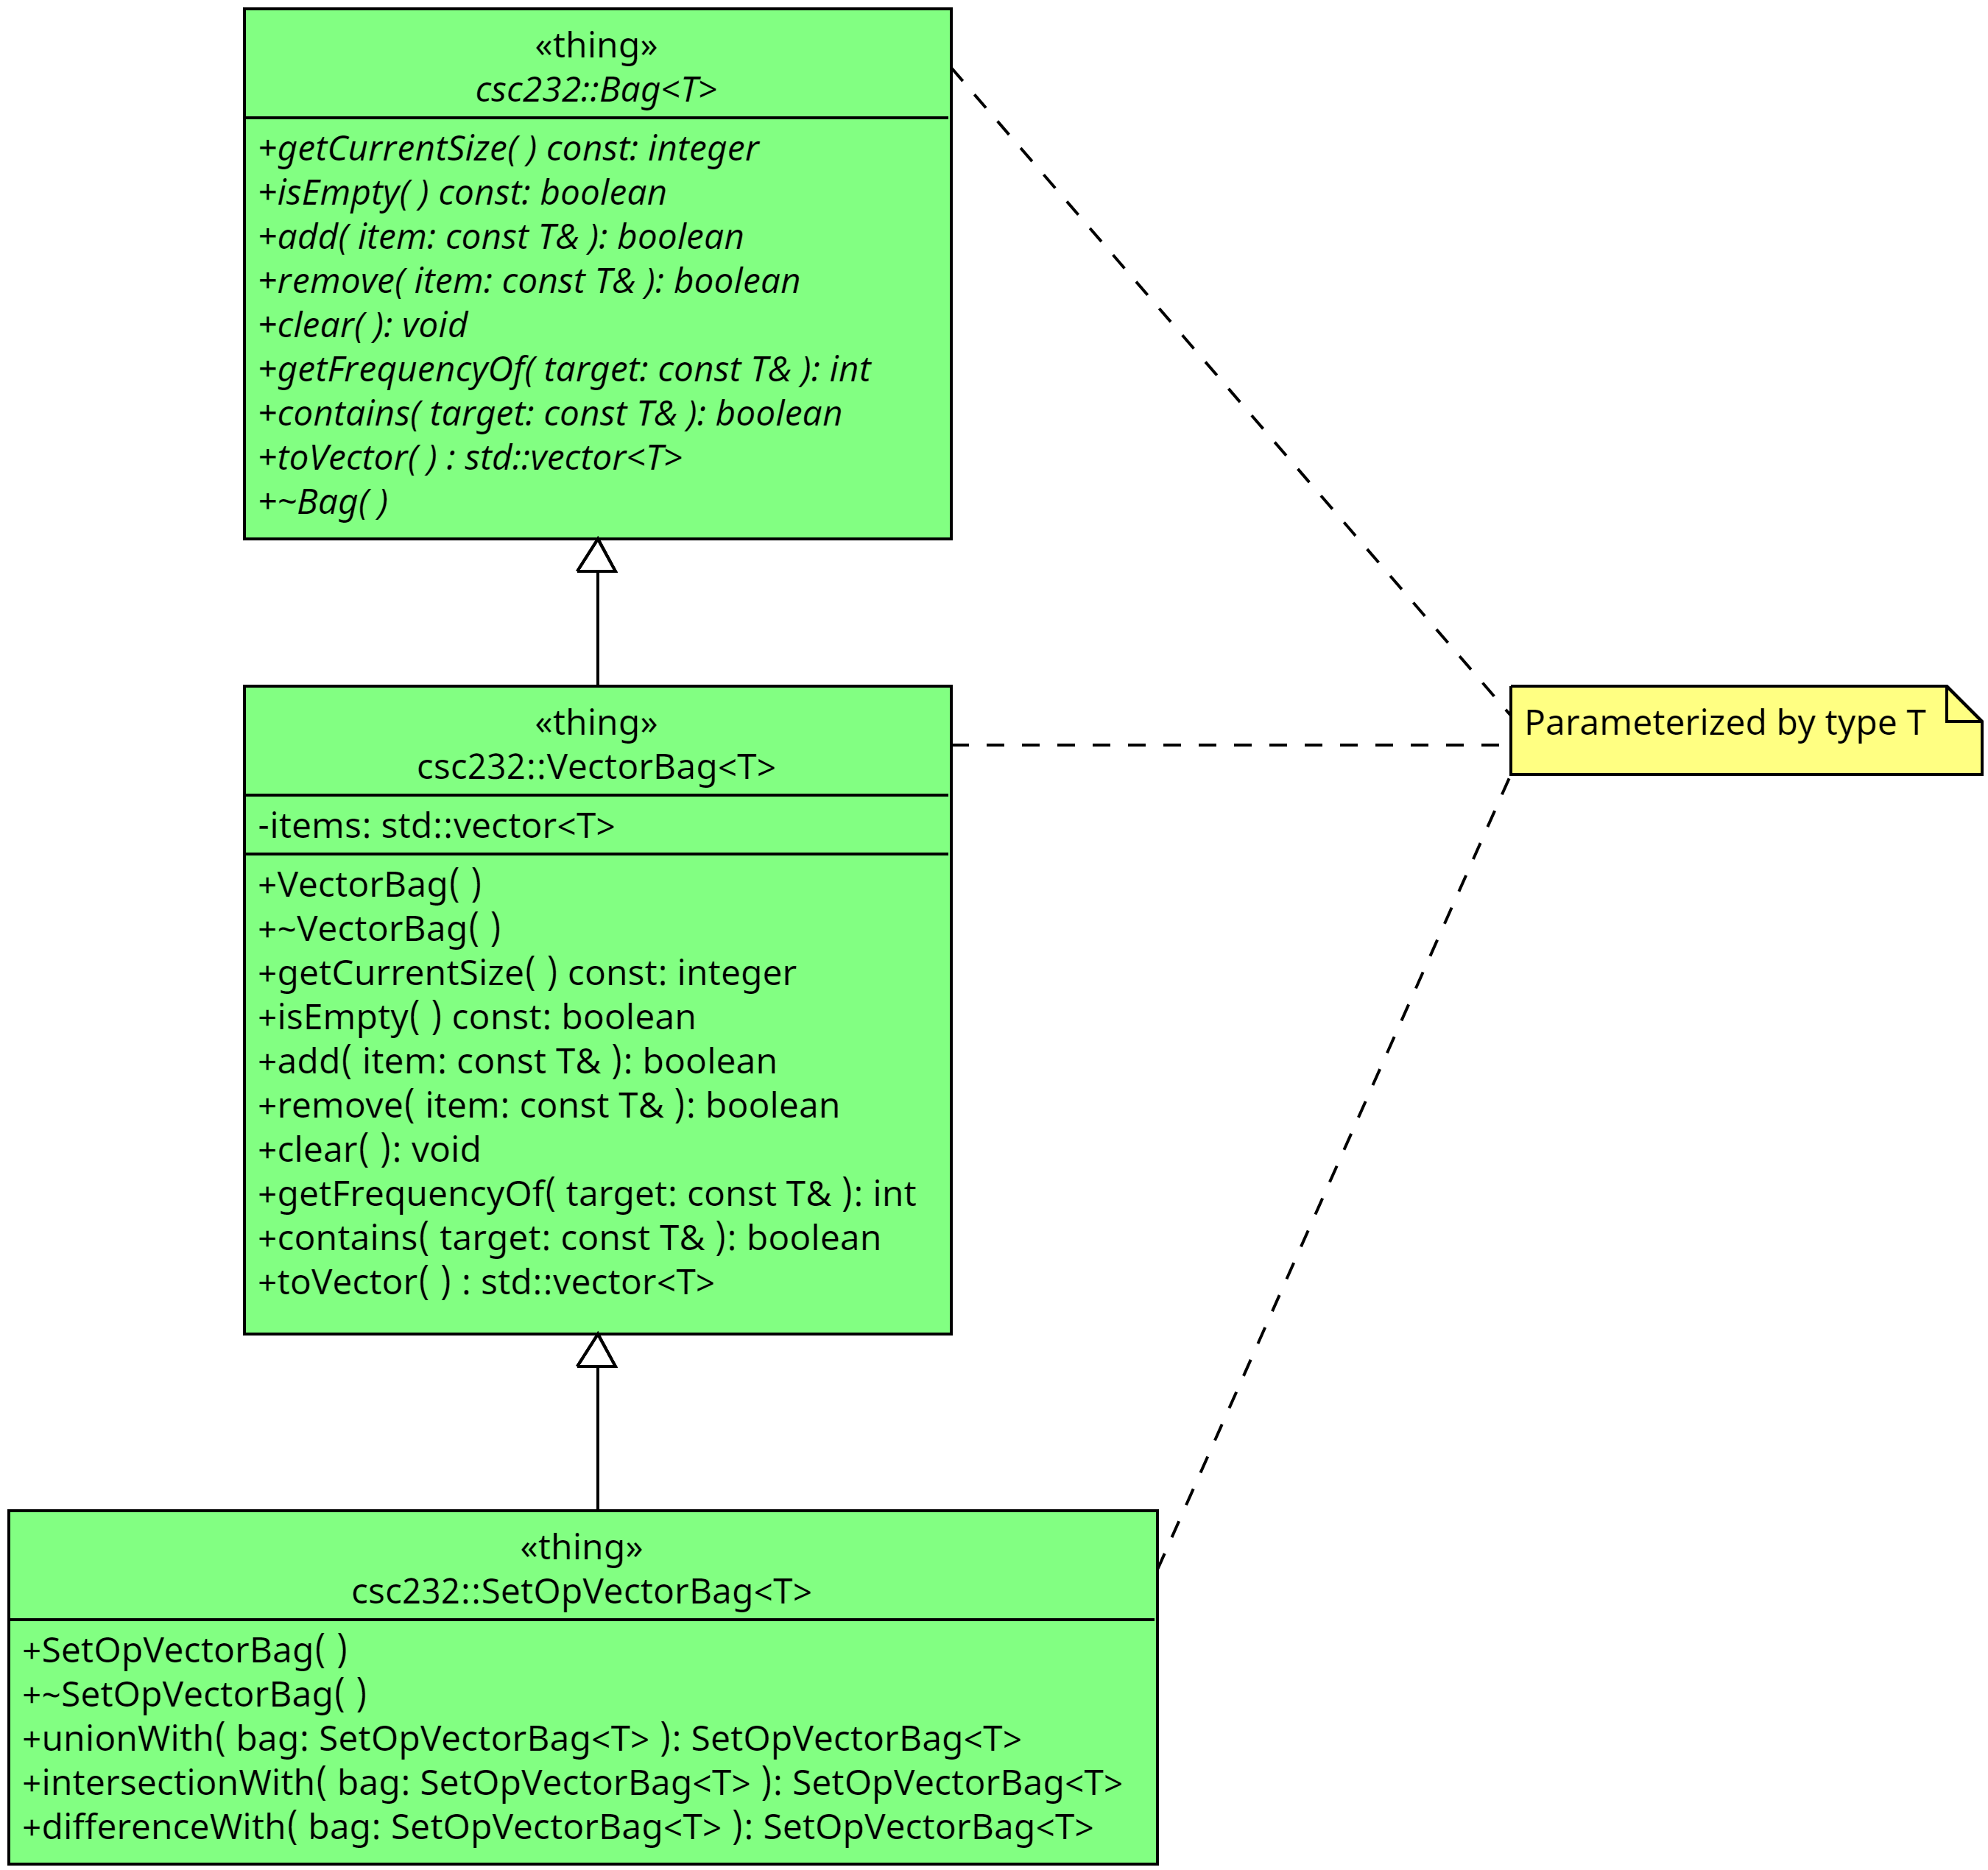 «thing»
csc232::Bag<T>
+getCurrentSize( ) const: integer
+isEmpty( ) const: boolean
+add( item: const T& ): boolean
+remove( item: const T& ): boolean
+clear( ): void
+getFrequencyOf( target: const T& ): int
+contains( target: const T& ): boolean
+toVector( ) : std::vector<T>
+~Bag( )
«thing»
csc232::VectorBag<T>
-items: std::vector<T>
+VectorBag( )
+~VectorBag( )
+getCurrentSize( ) const: integer
+isEmpty( ) const: boolean
+add( item: const T& ): boolean
+remove( item: const T& ): boolean
+clear( ): void
+getFrequencyOf( target: const T& ): int
+contains( target: const T& ): boolean
+toVector( ) : std::vector<T>
Parameterized by type T
«thing»
csc232::SetOpVectorBag<T>
+SetOpVectorBag( )
+~SetOpVectorBag( )
+unionWith( bag: SetOpVectorBag<T> ): SetOpVectorBag<T>
+intersectionWith( bag: SetOpVectorBag<T> ): SetOpVectorBag<T>
+differenceWith( bag: SetOpVectorBag<T> ): SetOpVectorBag<T>